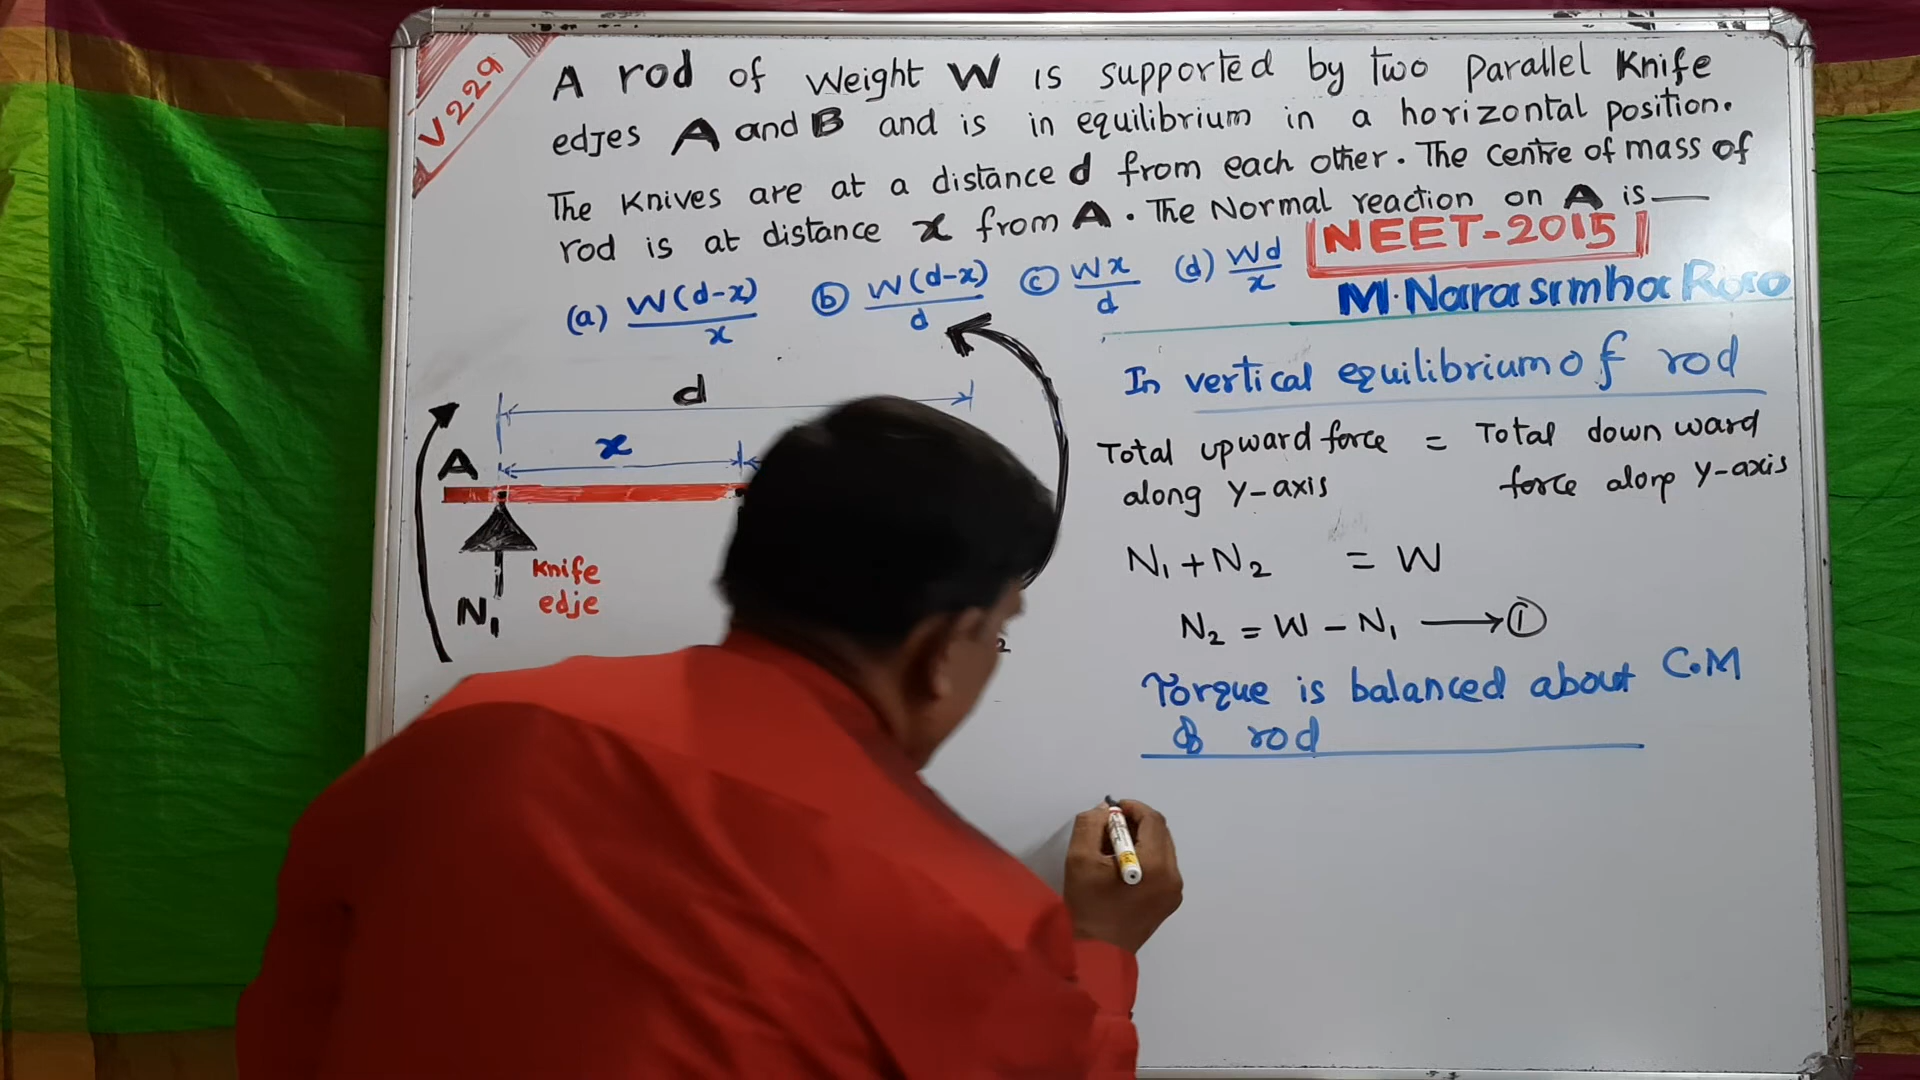 V229
A rod of weight W is supported by two parallel Knife
edjes A and B and is in equilibrium in a horizontal position.
The Knives are at a distance d from each other. The centre of mass of
rod is at distance x from A. The Normal reaction on A is —
NEET-2015
(a) W(d-x)/x (b) W(d-x)/d (c) Wx/d (d) Wd/x
M. Narasimha Rao
d
x
A
Knife
edje
N₁
2
In vertical equilibrium of rod
Total upward force = Total down ward
along Y-axis force along Y-axis
N₁ + N₂ = W
N₂ = W - N₁ → ①
Torque is balanced about C.M
of rod